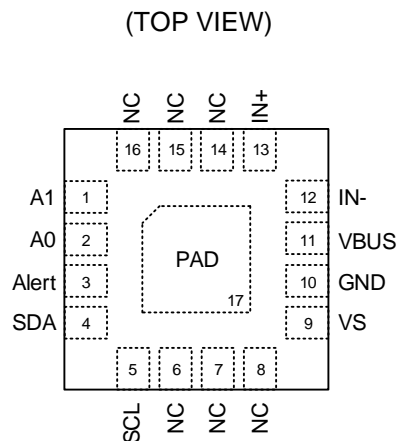 (TOP VIEW)
NC NC NC IN+
16 15 14 13
A1 1 12 IN-
A0 2 PAD 11 VBUS
Alert 3 17 10 GND
SDA 4 9 VS
5 6 7 8
SCL NC NC NC